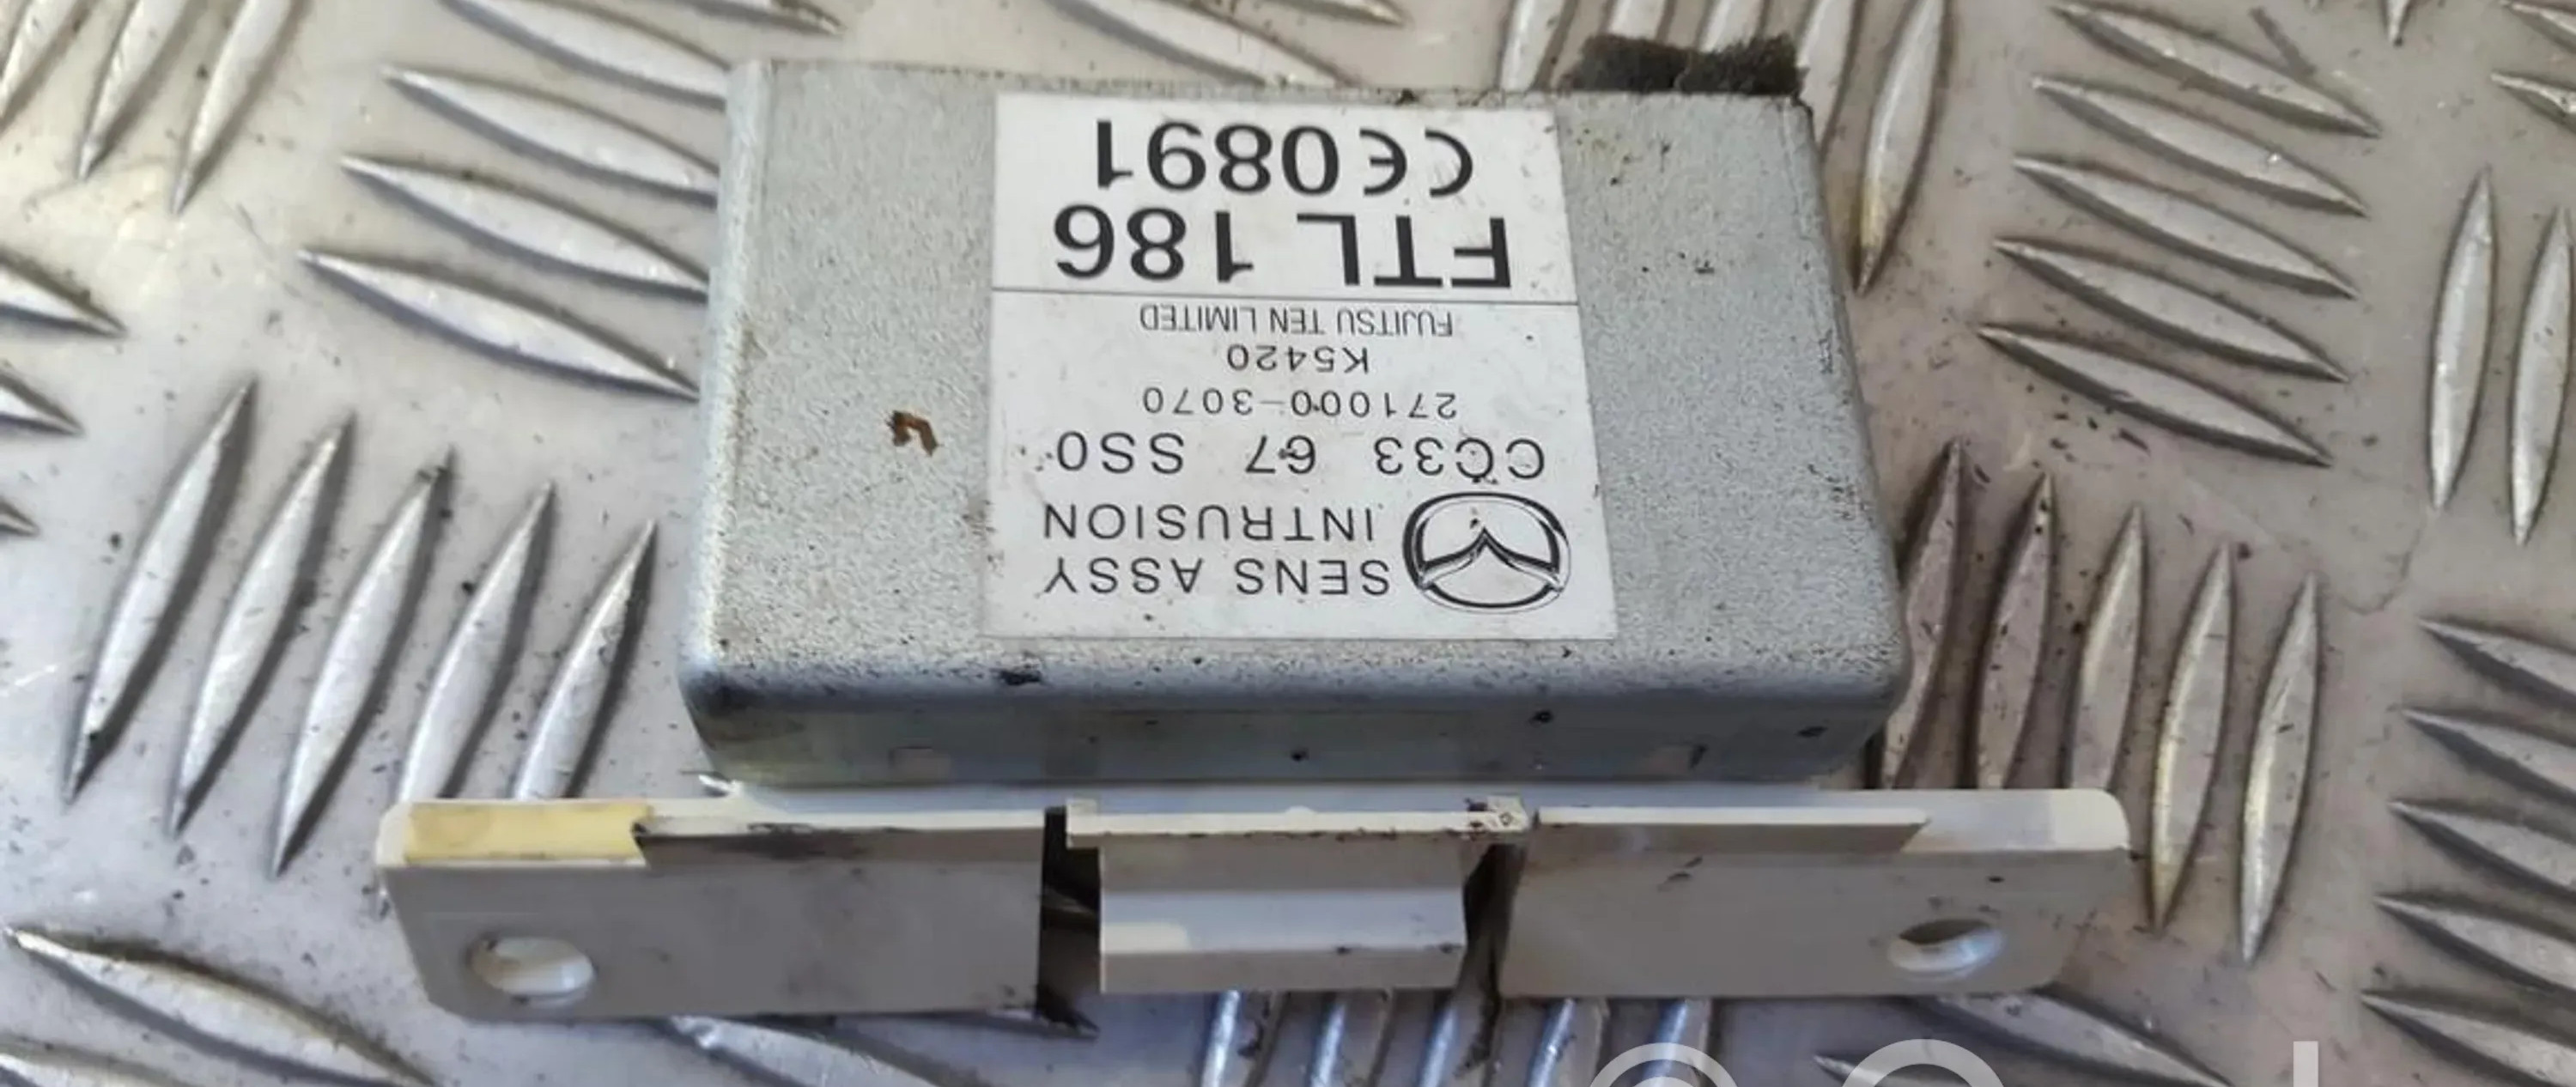 SENS ASSY
INTRUSION
CC33 67 SS0
271000-3070
K5420
FUJITSU TEN LIMITED
FTL 186
CE0891